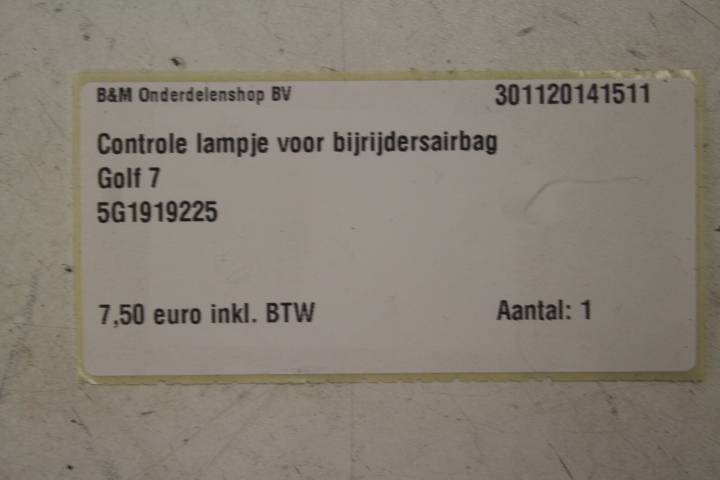 B&M Onderdelenshop BV 301120141511
Controle lampje voor bijrijdersairbag
Golf 7
5G1919225
7,50 euro inkl. BTW Aantal: 1